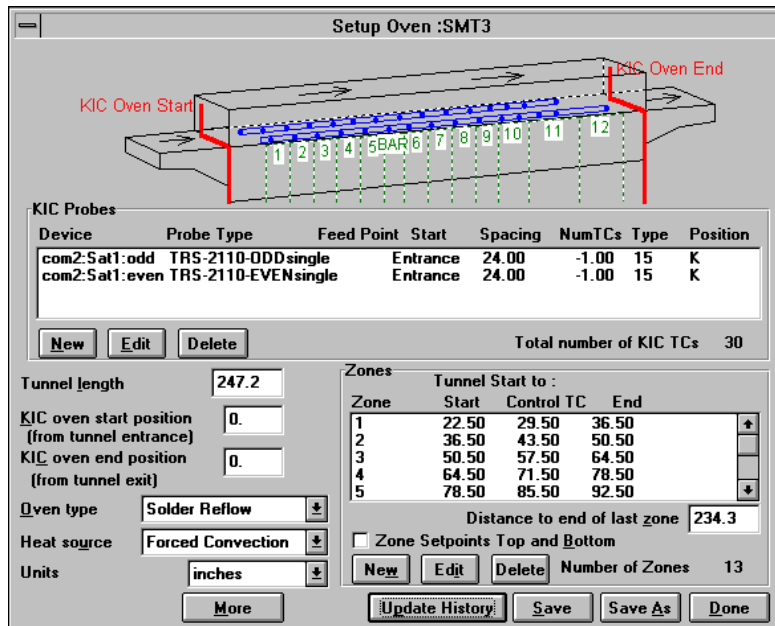 Setup Oven :SMT3
KIC Oven End
KIC Oven Start
1 2 3 4 5 BAR 6 7 8 9 10 11 12
KIC Probes
Device Probe Type Feed Point Start Spacing NumTCs Type Position
com2:Sat1:odd TRS-2110-ODD single Entrance 24.00 -1.00 15 K
com2:Sat1:even TRS-2110-EVEN single Entrance 24.00 -1.00 15 K
New Edit Delete Total number of KIC TCs 30
Tunnel length 247.2
KIC oven start position 0.
(from tunnel entrance)
KIC oven end position 0.
(from tunnel exit)
Oven type Solder Reflow
Heat source Forced Convection
Units inches
More
Zones
Tunnel Start to :
Zone Start Control TC End
1 22.50 29.50 36.50
2 36.50 43.50 50.50
3 50.50 57.50 64.50
4 64.50 71.50 78.50
5 78.50 85.50 92.50
Distance to end of last zone 234.3
Zone Setpoints Top and Bottom
New Edit Delete Number of Zones 13
Update History Save Save As Done